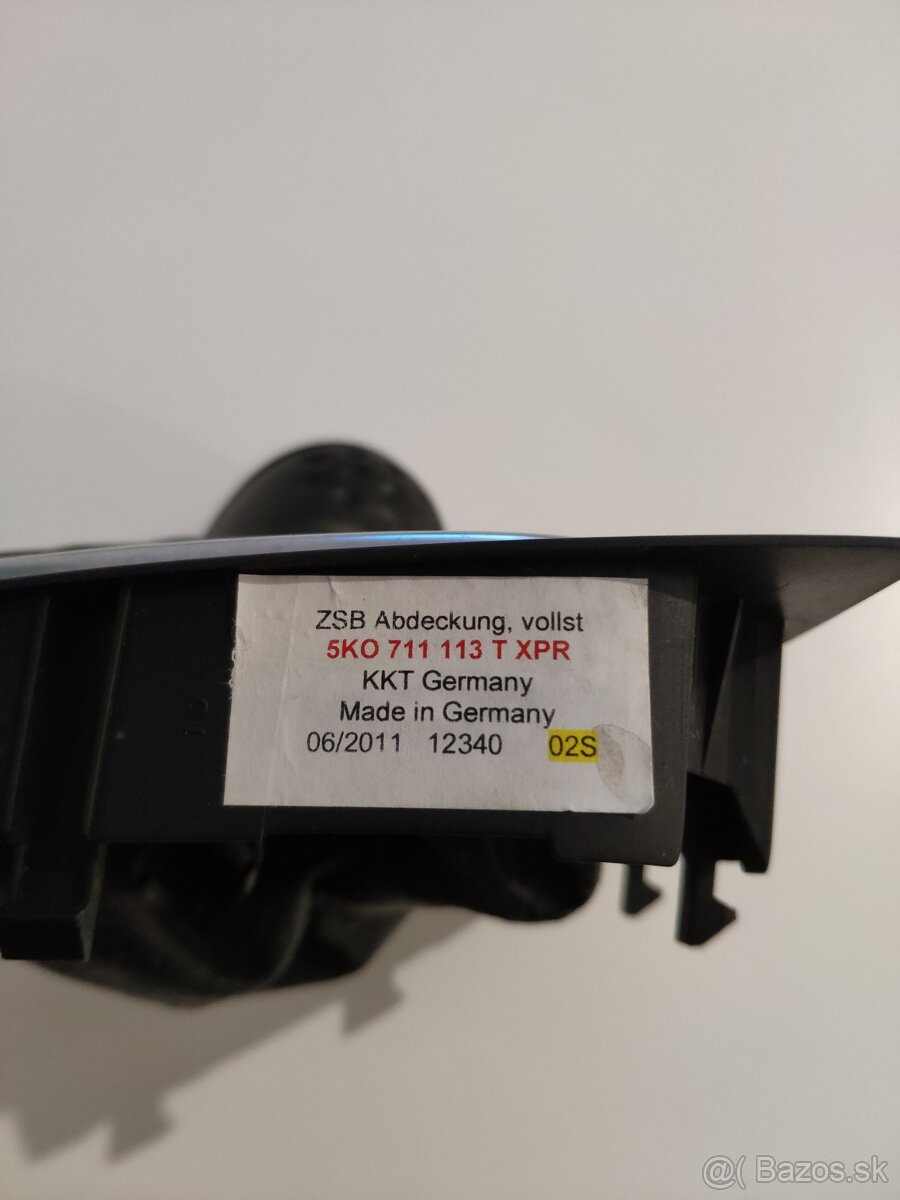 ZSB Abdeckung, vollst
5KO 711 113 T XPR
KKT Germany
Made in Germany
06/2011 12340 02S
@( Bazos.sk